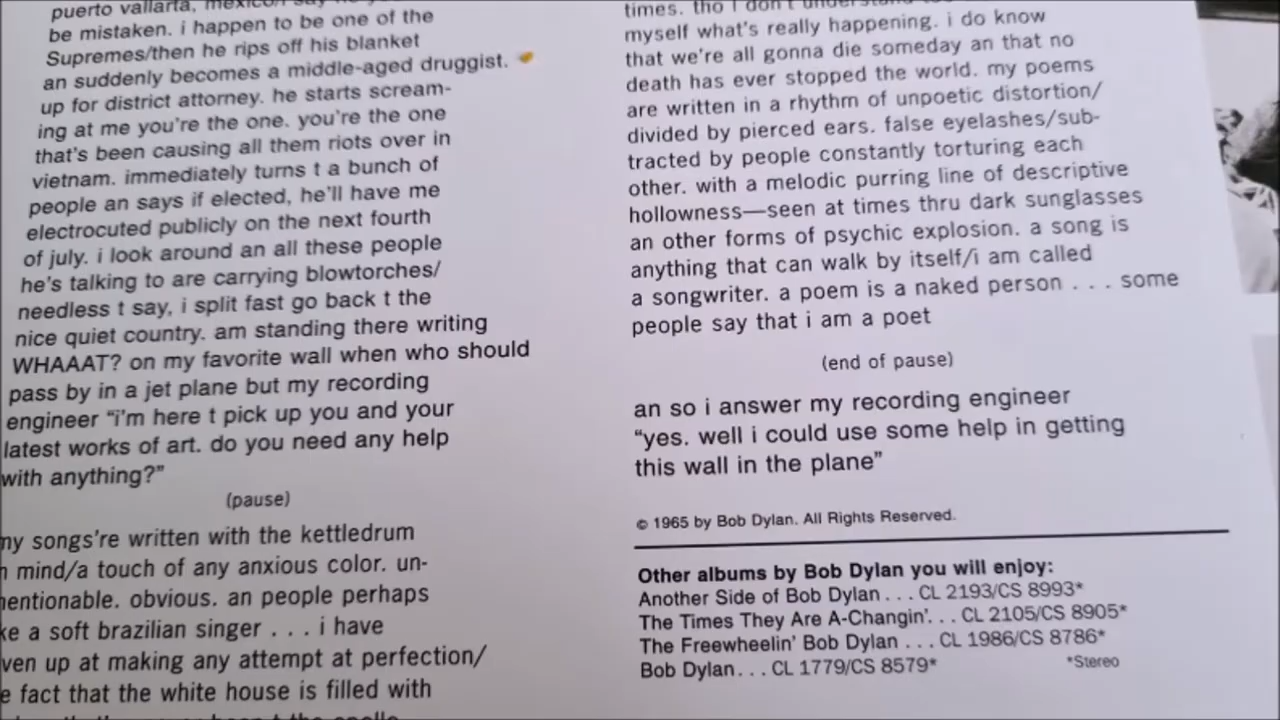 puerto vallarta, mexico/i say
be mistaken. i happen to be one of the
Supremes/then he rips off his blanket
an suddenly becomes a middle-aged druggist.
up for district attorney. he starts scream-
ing at me you're the one. you're the one
that's been causing all them riots over in
vietnam. immediately turns t a bunch of
people an says if elected, he'll have me
electrocuted publicly on the next fourth
of july. i look around an all these people
he's talking to are carrying blowtorches/
needless t say, i split fast go back t the
nice quiet country. am standing there writing
WHAAAT? on my favorite wall when who should
pass by in a jet plane but my recording
engineer “i'm here t pick up you and your
latest works of art. do you need any help
with anything?”
(pause)
my songs're written with the kettledrum
mind/a touch of any anxious color. un-
mentionable. obvious. an people perhaps
a soft brazilian singer . . . i have
up at making any attempt at perfection/
fact that the white house is filled with
times. tho i don't understand
myself what's really happening. i do know
that we're all gonna die someday an that no
death has ever stopped the world. my poems
are written in a rhythm of unpoetic distortion/
divided by pierced ears. false eyelashes/sub-
tracted by people constantly torturing each
other. with a melodic purring line of descriptive
hollowness—seen at times thru dark sunglasses
an other forms of psychic explosion. a song is
anything that can walk by itself/i am called
a songwriter. a poem is a naked person . . . some
people say that i am a poet
(end of pause)
an so i answer my recording engineer
“yes. well i could use some help in getting
this wall in the plane”
© 1965 by Bob Dylan. All Rights Reserved.
Other albums by Bob Dylan you will enjoy:
Another Side of Bob Dylan . . . CL 2193/CS 8993*
The Times They Are A-Changin'. . . CL 2105/CS 8905*
The Freewheelin' Bob Dylan . . . CL 1986/CS 8786*
Bob Dylan. . . CL 1779/CS 8579*
*Stereo